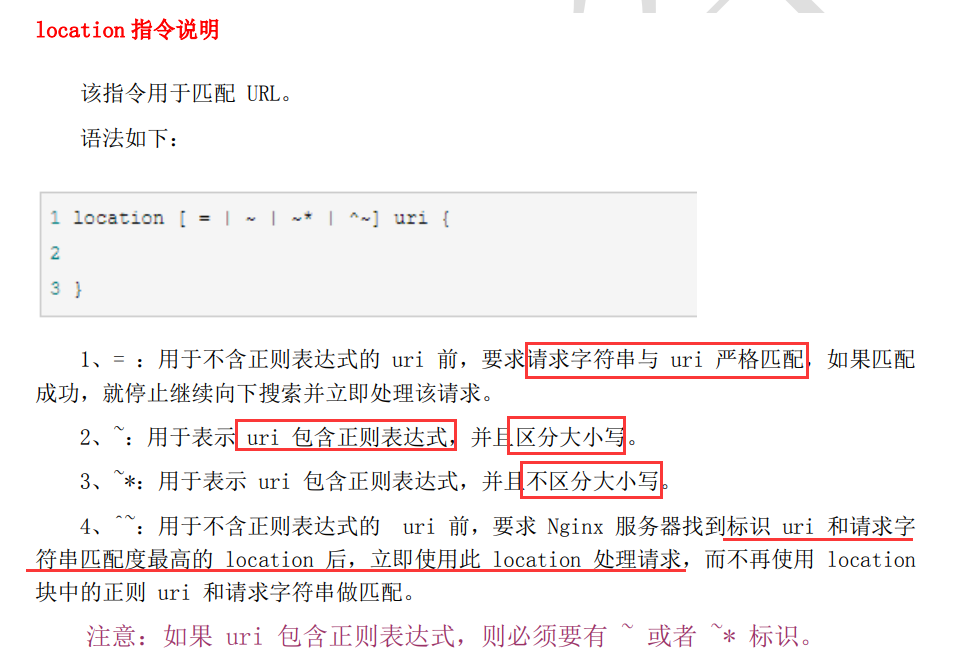 location 指令说明
该指令用于匹配 URL。
语法如下：
1 location [ = | ~ | ~* | ^~] uri {
2
3 }
1、= ：用于不含正则表达式的 uri 前，要求请求字符串与 uri 严格匹配，如果匹配
成功，就停止继续向下搜索并立即处理该请求。
2、~：用于表示 uri 包含正则表达式，并且区分大小写。
3、~*：用于表示 uri 包含正则表达式，并且不区分大小写。
4、^~：用于不含正则表达式的 uri 前，要求 Nginx 服务器找到标识 uri 和请求字
符串匹配度最高的 location 后，立即使用此 location 处理请求，而不再使用 location
块中的正则 uri 和请求字符串做匹配。
注意：如果 uri 包含正则表达式，则必须要有 ~ 或者 ~* 标识。